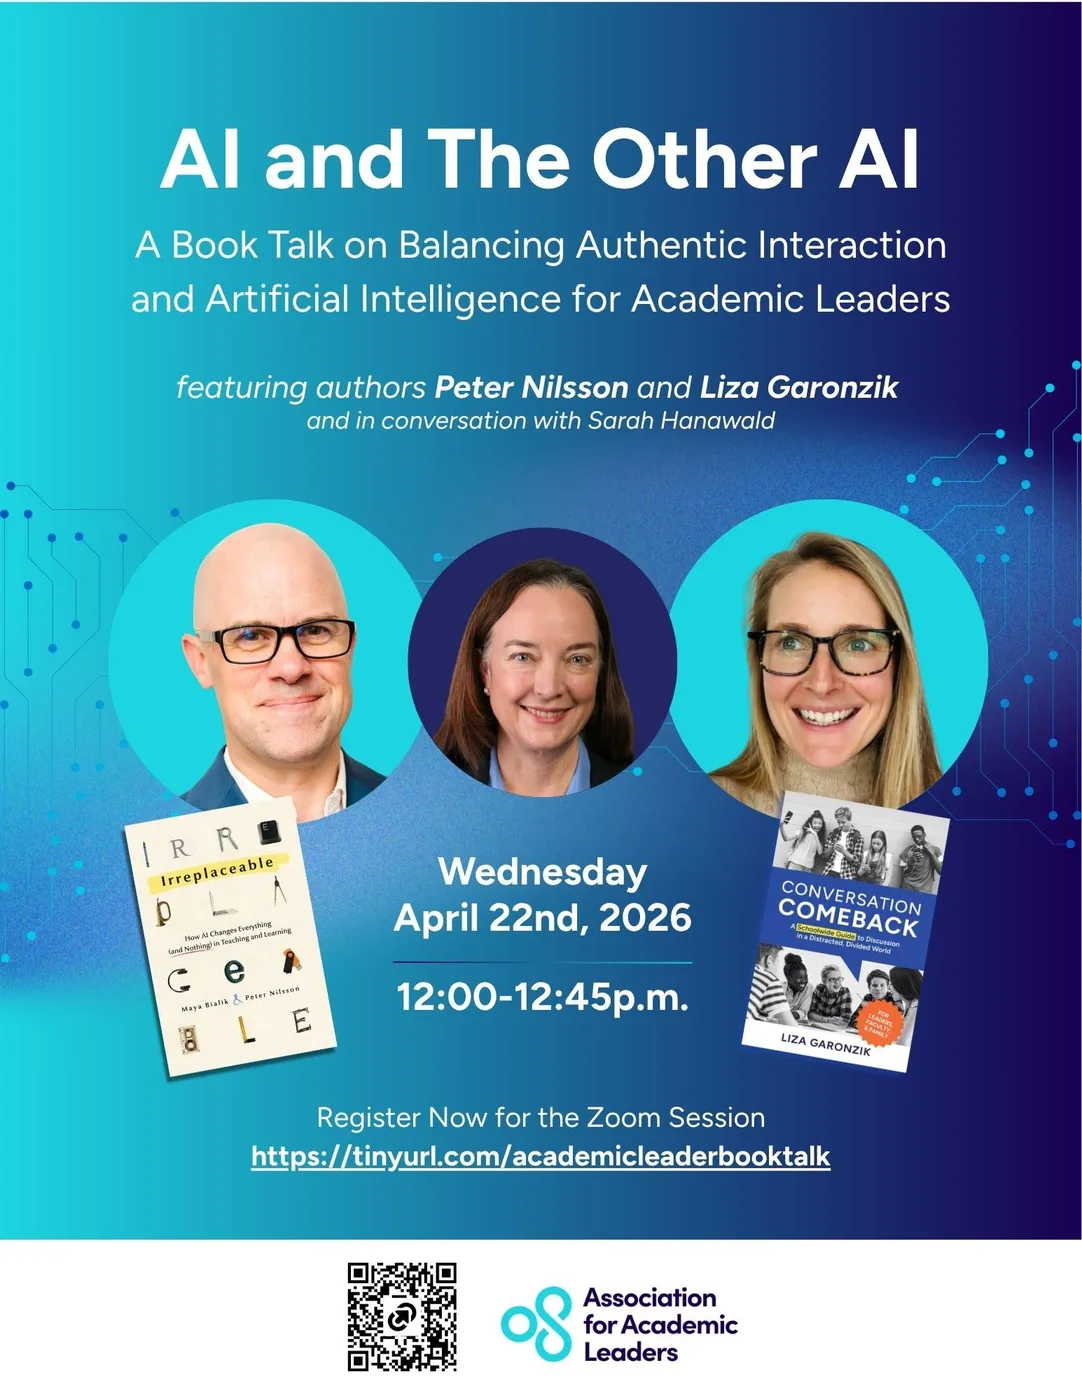 AI and The Other AI
A Book Talk on Balancing Authentic Interaction
and Artificial Intelligence for Academic Leaders
featuring authors Peter Nilsson and Liza Garonzik
and in conversation with Sarah Hanawald
I R R E
Irreplaceable
P L A
How AI Changes Everything
(and Nothing) in Teaching and Learning
C e
Maya Bialik & Peter Nilsson
B L E
Wednesday
April 22nd, 2026
12:00-12:45p.m.
CONVERSATION
COMEBACK
A Schoolwide Guide to Discussion
in a Distracted, Divided World
FOR
LEADERS,
FACULTY
& FAMILY
LIZA GARONZIK
Register Now for the Zoom Session
https://tinyurl.com/academicleaderbooktalk
Association
for Academic
Leaders